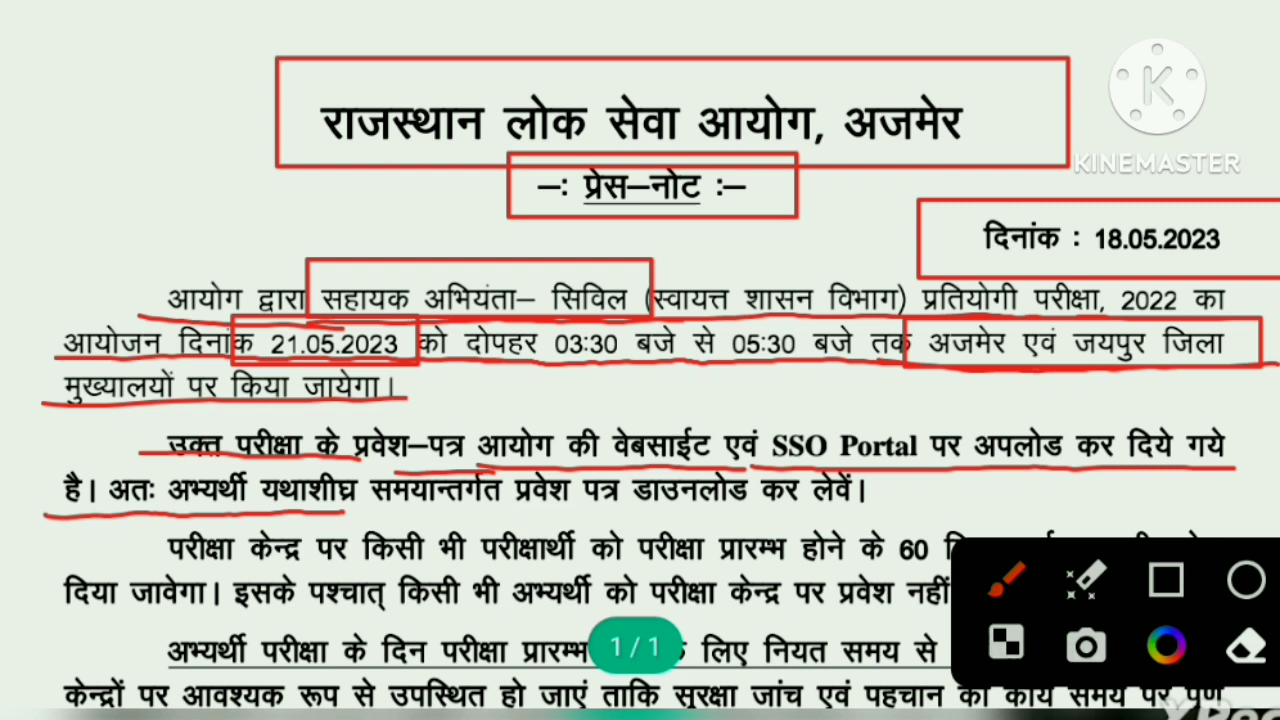 राजस्थान लोक सेवा आयोग, अजमेर
KINEMASTER
–: प्रेस–नोट :–
दिनांक : 18.05.2023
आयोग द्वारा सहायक अभियंता– सिविल (स्वायत्त शासन विभाग) प्रतियोगी परीक्षा, 2022 का
आयोजन दिनांक 21.05.2023 को दोपहर 03:30 बजे से 05:30 बजे तक अजमेर एवं जयपुर जिला
मुख्यालयों पर किया जायेगा।
उक्त परीक्षा के प्रवेश–पत्र आयोग की वेबसाईट एवं SSO Portal पर अपलोड कर दिये गये
है। अतः अभ्यर्थी यथाशीघ्र समयान्तर्गत प्रवेश पत्र डाउनलोड कर लेवें।
परीक्षा केन्द्र पर किसी भी परीक्षार्थी को परीक्षा प्रारम्भ होने के 60
दिया जावेगा। इसके पश्चात् किसी भी अभ्यर्थी को परीक्षा केन्द्र पर प्रवेश नहीं
अभ्यर्थी परीक्षा के दिन परीक्षा प्रारम्भ लिए नियत समय से
1 / 1
केन्द्रों पर आवश्यक रूप से उपस्थित हो जाएं ताकि सुरक्षा जांच एवं पहचान का कार्य समय पर